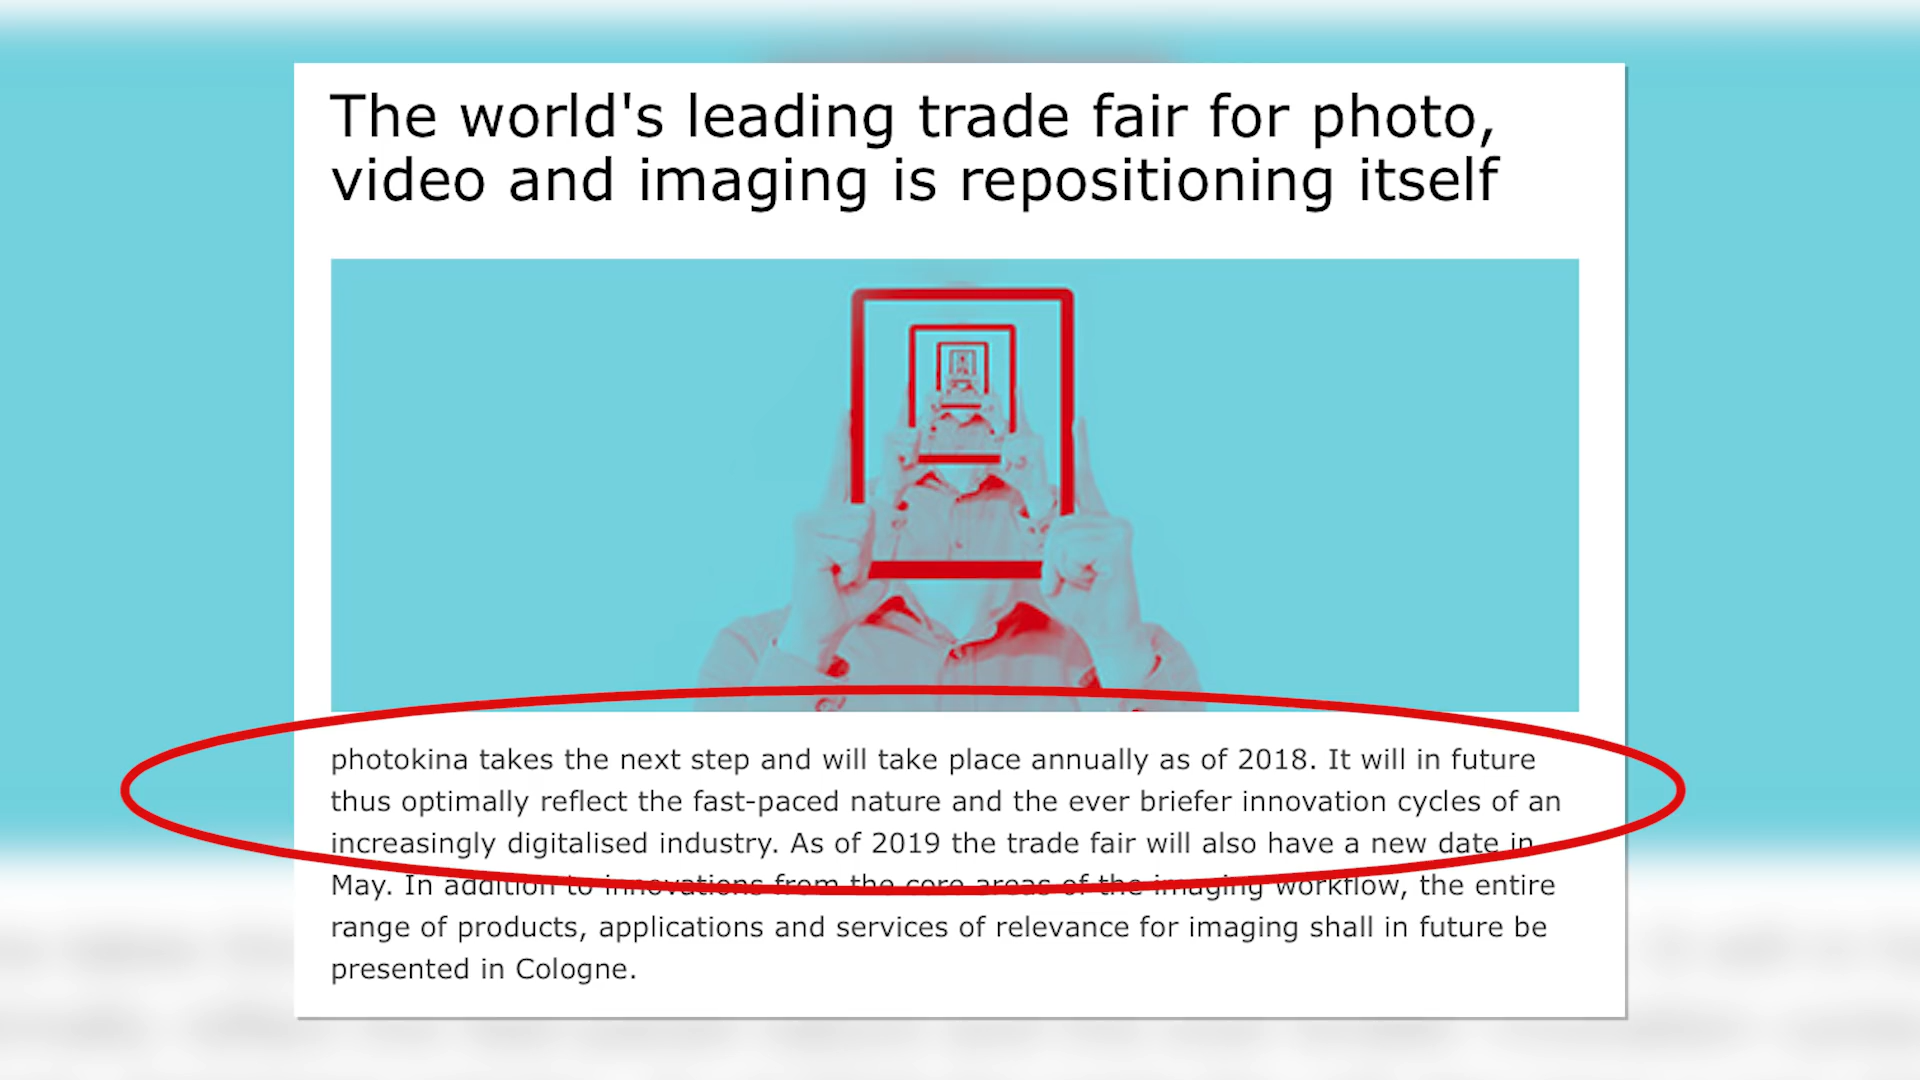 The world's leading trade fair for photo,
video and imaging is repositioning itself
photokina takes the next step and will take place annually as of 2018. It will in future
thus optimally reflect the fast-paced nature and the ever briefer innovation cycles of an
increasingly digitalised industry. As of 2019 the trade fair will also have a new date in
May. In addition to innovations from the core areas of the imaging workflow, the entire
range of products, applications and services of relevance for imaging shall in future be
presented in Cologne.